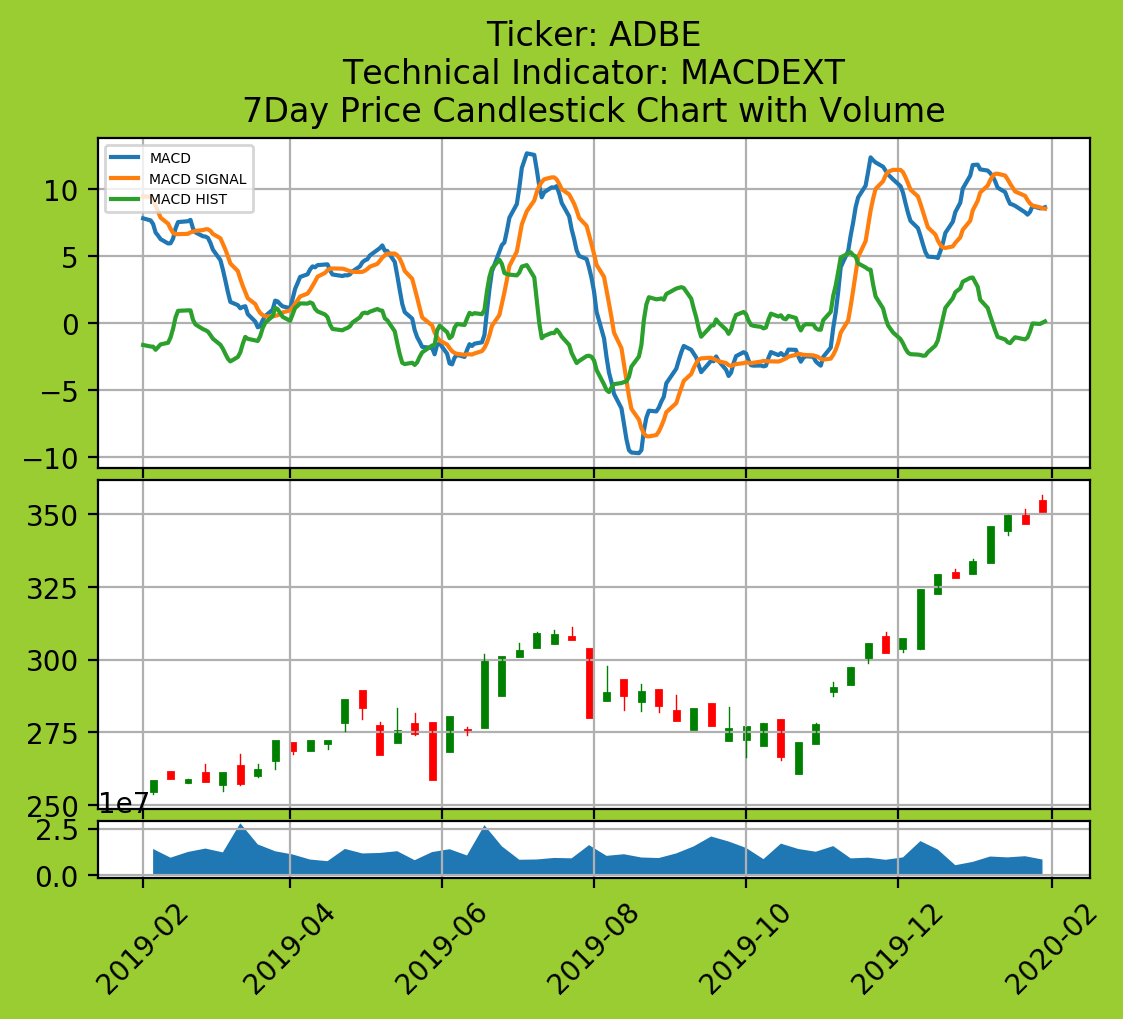 Ticker: ADBE
Technical Indicator: MACDEXT
7Day Price Candlestick Chart with Volume
MACD
MACD SIGNAL
MACD HIST
10
5
0
−5
−10
350
325
300
275
250
1e7
2.5
0.0
2019-02
2019-04
2019-06
2019-08
2019-10
2019-12
2020-02